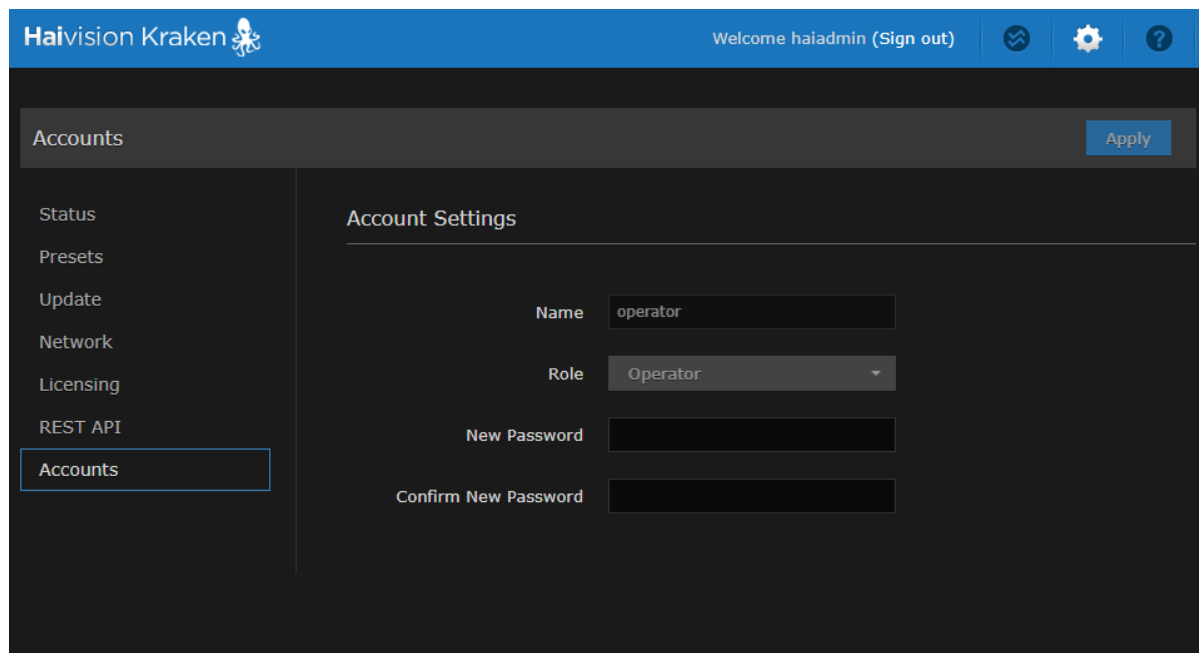 Haivision Kraken
Welcome haiadmin (Sign out)
?
Accounts
Apply
Status
Presets
Update
Network
Licensing
REST API
Accounts
Account Settings
Name operator
Role Operator
New Password
Confirm New Password